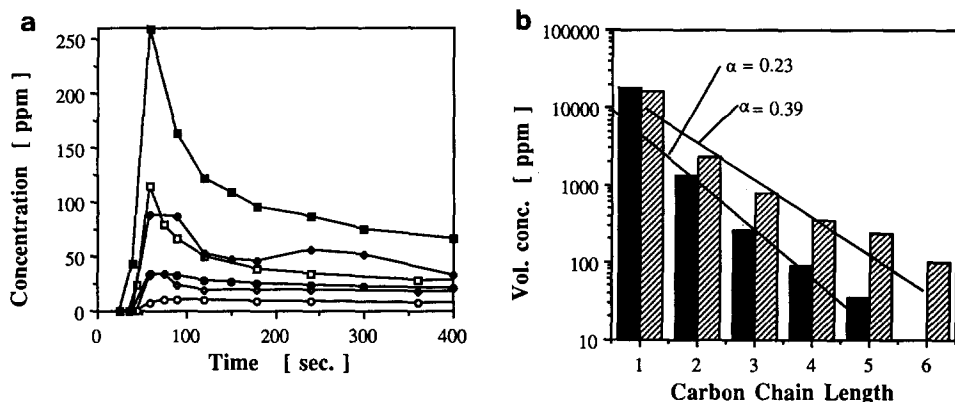 a
250
200
150
100
50
0
Concentration [ ppm ]
0 100 200 300 400
Time [ sec. ]
b
100000
10000
1000
100
10
Vol. conc. [ ppm ]
α = 0.23
α = 0.39
1 2 3 4 5 6
Carbon Chain Length